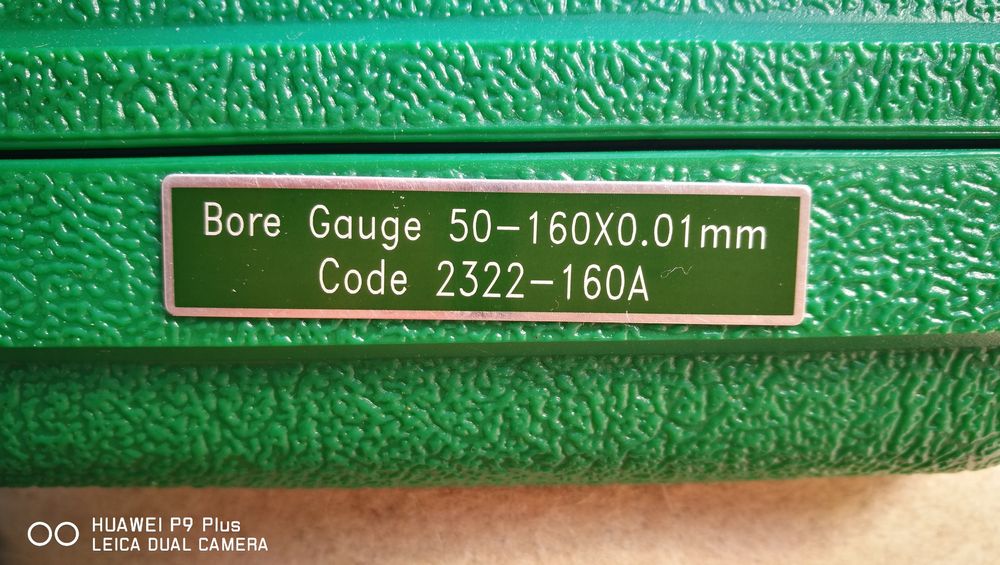 Bore Gauge 50-160X0.01mm
Code 2322-160A
HUAWEI P9 Plus
LEICA DUAL CAMERA